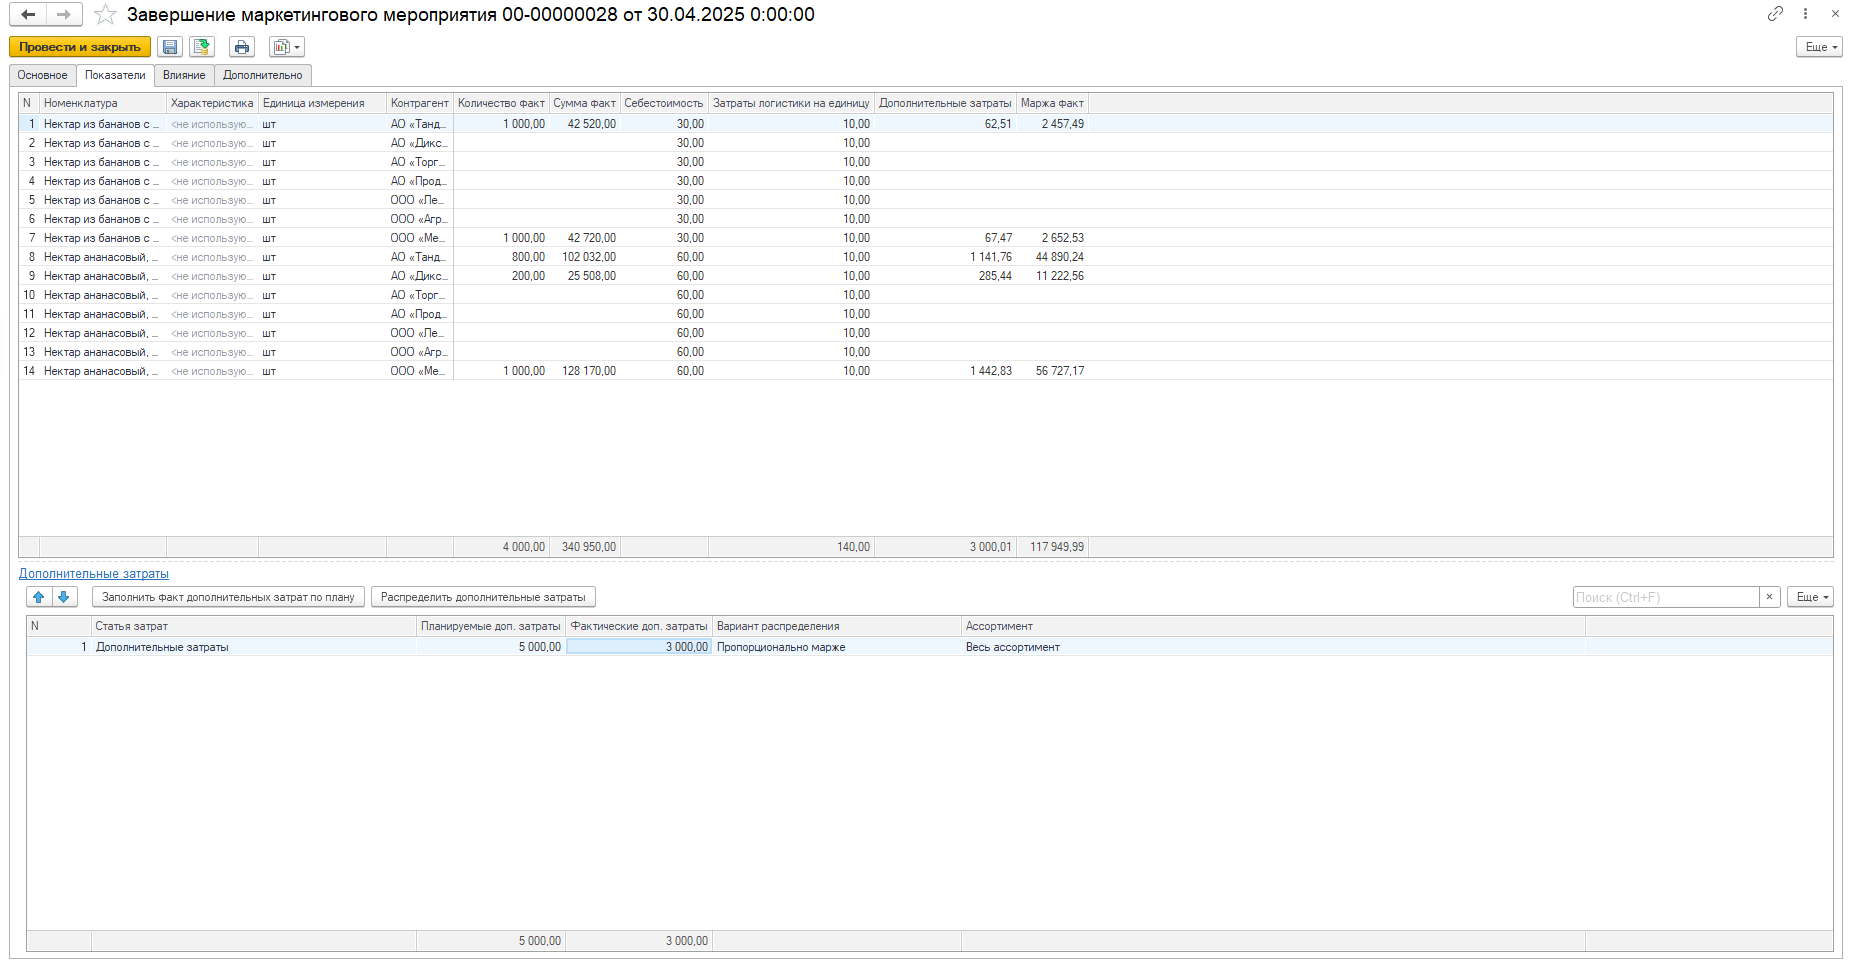 Завершение маркетингового мероприятия 00-00000028 от 30.04.2025 0:00:00
Провести и закрыть Еще
Основное Показатели Влияние Дополнительно
N Номенклатура Характеристика Единица измерения Контрагент Количество факт Сумма факт Себестоимость Затраты логистики на единицу Дополнительные затраты Маржа факт
1 Нектар из бананов с ... <не использую... шт АО «Танд... 1 000,00 42 520,00 30,00 10,00 62,51 2 457,49
2 Нектар из бананов с ... <не использую... шт АО «Дикс... 30,00 10,00
3 Нектар из бананов с ... <не использую... шт АО «Торг... 30,00 10,00
4 Нектар из бананов с ... <не использую... шт АО «Прод... 30,00 10,00
5 Нектар из бананов с ... <не использую... шт ООО «Ле... 30,00 10,00
6 Нектар из бананов с ... <не использую... шт ООО «Агр... 30,00 10,00
7 Нектар из бананов с ... <не использую... шт ООО «Ме... 1 000,00 42 720,00 30,00 10,00 67,47 2 652,53
8 Нектар ананасовый, ... <не использую... шт АО «Танд... 800,00 102 032,00 60,00 10,00 1 141,76 44 890,24
9 Нектар ананасовый, ... <не использую... шт АО «Дикс... 200,00 25 508,00 60,00 10,00 285,44 11 222,56
10 Нектар ананасовый, ... <не использую... шт АО «Торг... 60,00 10,00
11 Нектар ананасовый, ... <не использую... шт АО «Прод... 60,00 10,00
12 Нектар ананасовый, ... <не использую... шт ООО «Ле... 60,00 10,00
13 Нектар ананасовый, ... <не использую... шт ООО «Агр... 60,00 10,00
14 Нектар ананасовый, ... <не использую... шт ООО «Ме... 1 000,00 128 170,00 60,00 10,00 1 442,83 56 727,17
4 000,00 340 950,00 140,00 3 000,01 117 949,99
Дополнительные затраты
Заполнить факт дополнительных затрат по плану Распределить дополнительные затраты Поиск (Ctrl+F) × Еще
N Статья затрат Планируемые доп. затраты Фактические доп. затраты Вариант распределения Ассортимент
1 Дополнительные затраты 5 000,00 3 000,00 Пропорционально марже Весь ассортимент
5 000,00 3 000,00